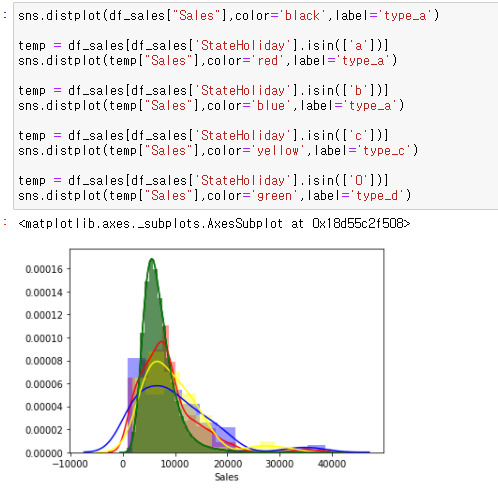 : sns.distplot(df_sales["Sales"],color='black',label='type_a')
temp = df_sales[df_sales['StateHoliday'].isin(['a'])]
sns.distplot(temp["Sales"],color='red',label='type_a')
temp = df_sales[df_sales['StateHoliday'].isin(['b'])]
sns.distplot(temp["Sales"],color='blue',label='type_a')
temp = df_sales[df_sales['StateHoliday'].isin(['c'])]
sns.distplot(temp["Sales"],color='yellow',label='type_c')
temp = df_sales[df_sales['StateHoliday'].isin(['0'])]
sns.distplot(temp["Sales"],color='green',label='type_d')
: <matplotlib.axes._subplots.AxesSubplot at 0x18d55c2f508>
0.00016
0.00014
0.00012
0.00010
0.00008
0.00006
0.00004
0.00002
0.00000
−10000 0 10000 20000 30000 40000
Sales